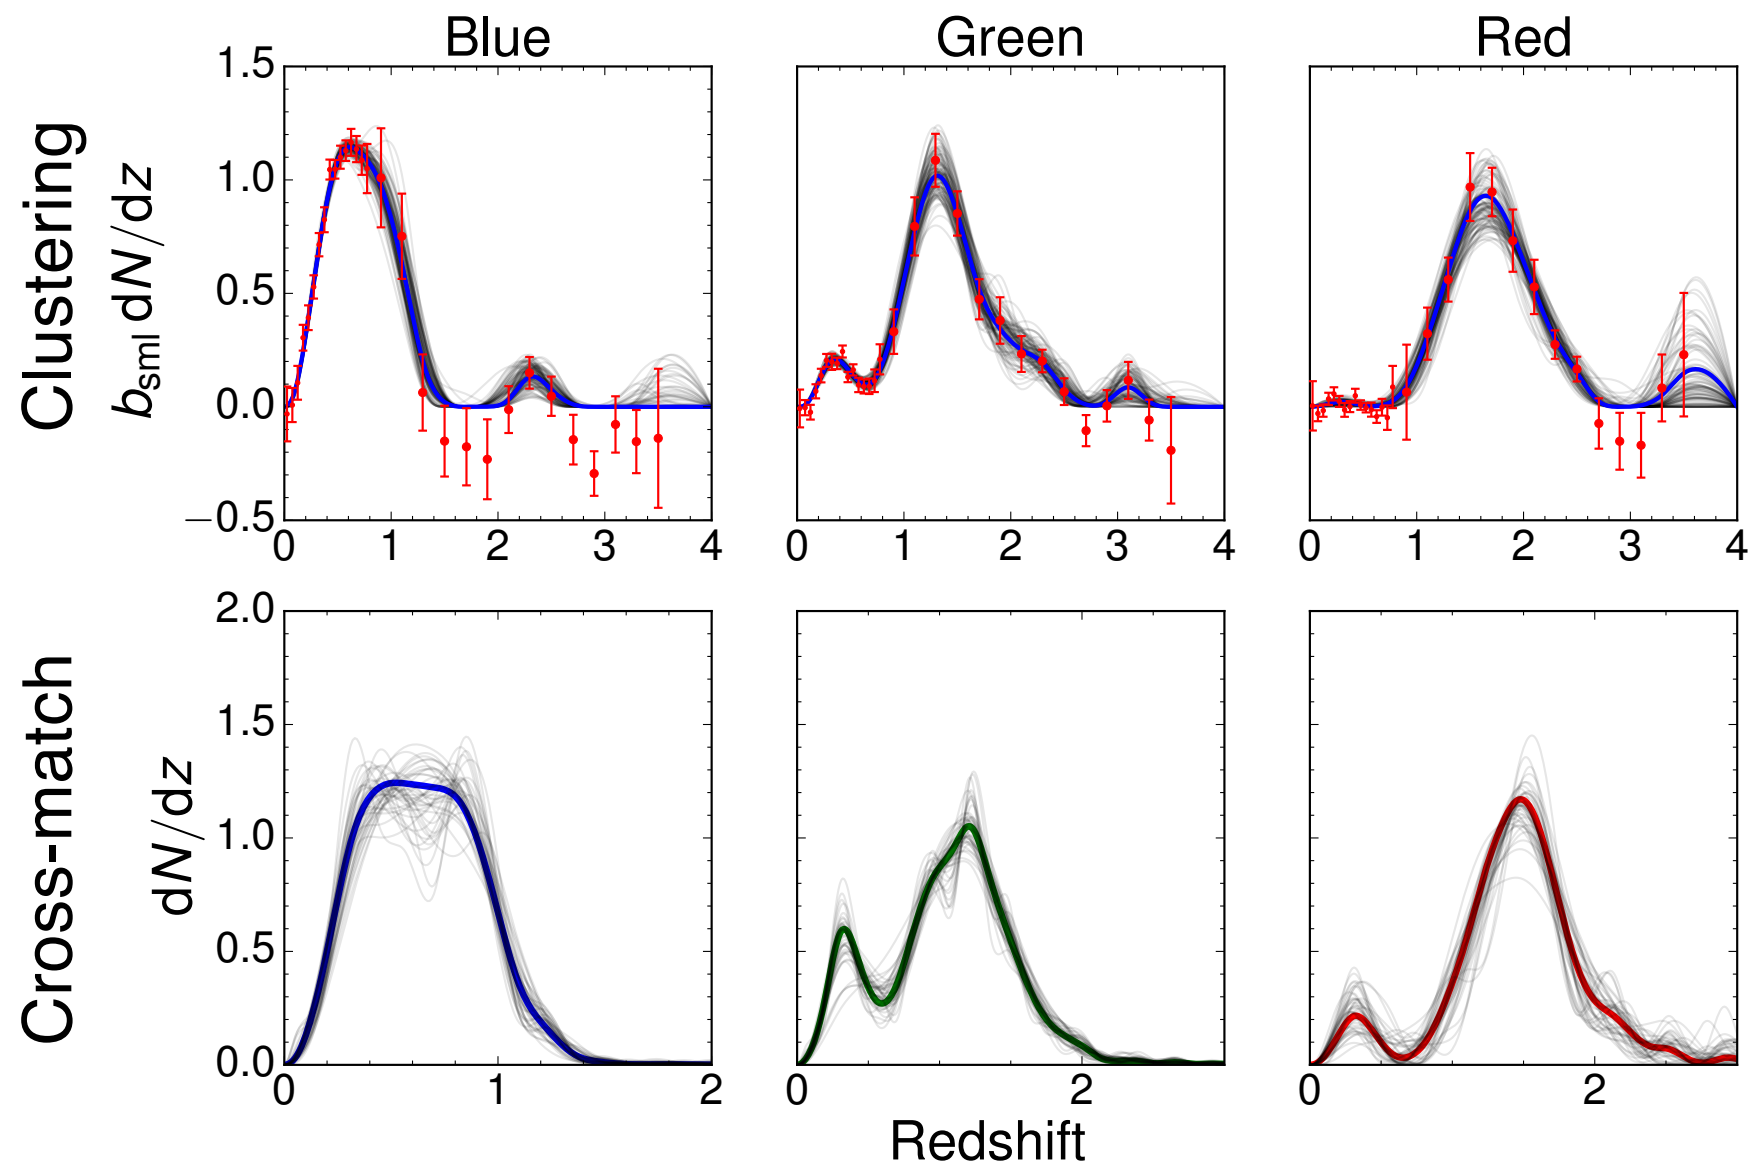 Blue Green Red
Clustering
b_sml dN/dz
1.5
1.0
0.5
0.0
−0.5
0 1 2 3 4
0 1 2 3 4
0 1 2 3 4
Cross-match
dN/dz
2.0
1.5
1.0
0.5
0.0
0 1 2
0 2
0 2
Redshift